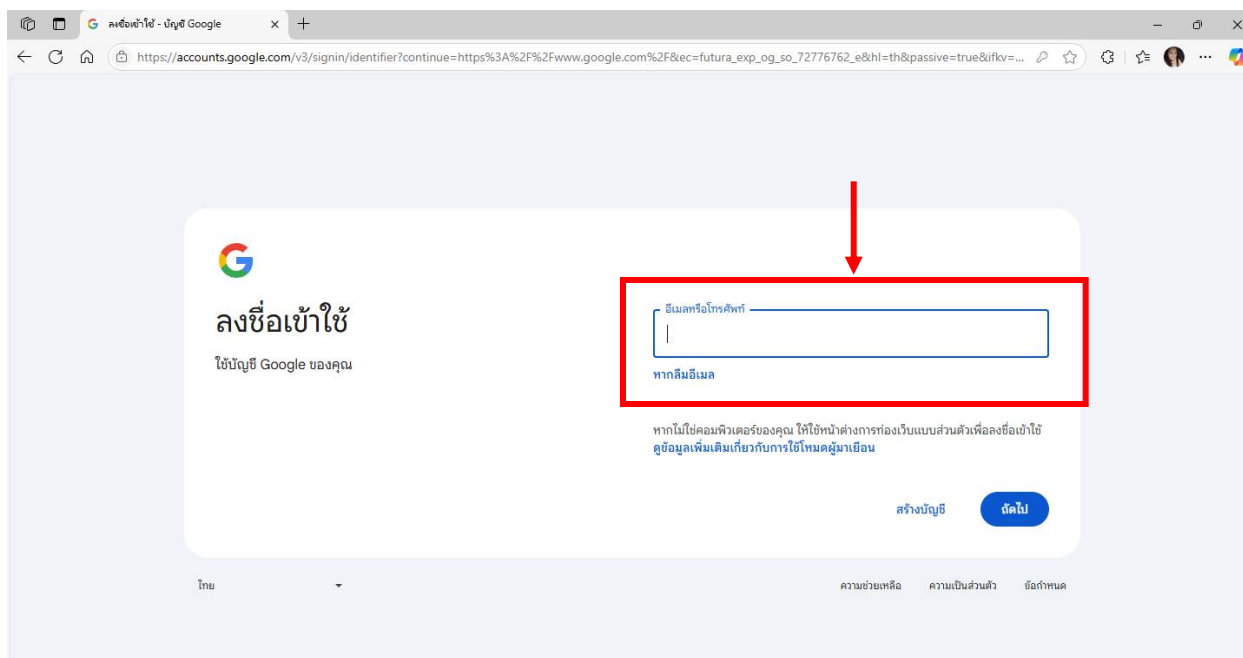 ลงชื่อเข้าใช้ - บัญชี Google
https://accounts.google.com/v3/signin/identifier?continue=https%3A%2F%2Fwww.google.com%2F&ec=futura_exp_og_so_72776762_e&hl=th&passive=true&ifkv=...
ลงชื่อเข้าใช้
ใช้บัญชี Google ของคุณ
อีเมลหรือโทรศัพท์
หากลืมอีเมล
หากไม่ใช่คอมพิวเตอร์ของคุณ ให้ใช้หน้าต่างการท่องเว็บแบบส่วนตัวเพื่อลงชื่อเข้าใช้
ดูข้อมูลเพิ่มเติมเกี่ยวกับการใช้โหมดผู้มาเยือน
สร้างบัญชี
ถัดไป
ไทย
ความช่วยเหลือ ความเป็นส่วนตัว ข้อกำหนด